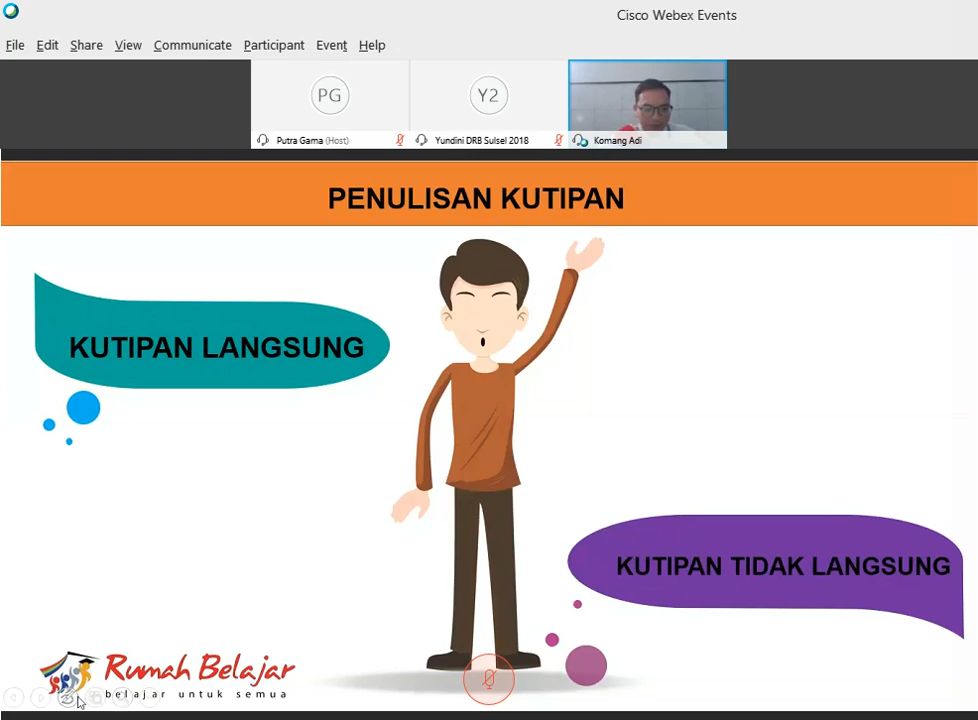 Cisco Webex Events
File Edit Share View Communicate Participant Event Help
PG Y2
Putra Gama (Host) Yundini DRB Sulsel 2018 Komang Adi
PENULISAN KUTIPAN
KUTIPAN LANGSUNG
KUTIPAN TIDAK LANGSUNG
Rumah Belajar
belajar untuk semua